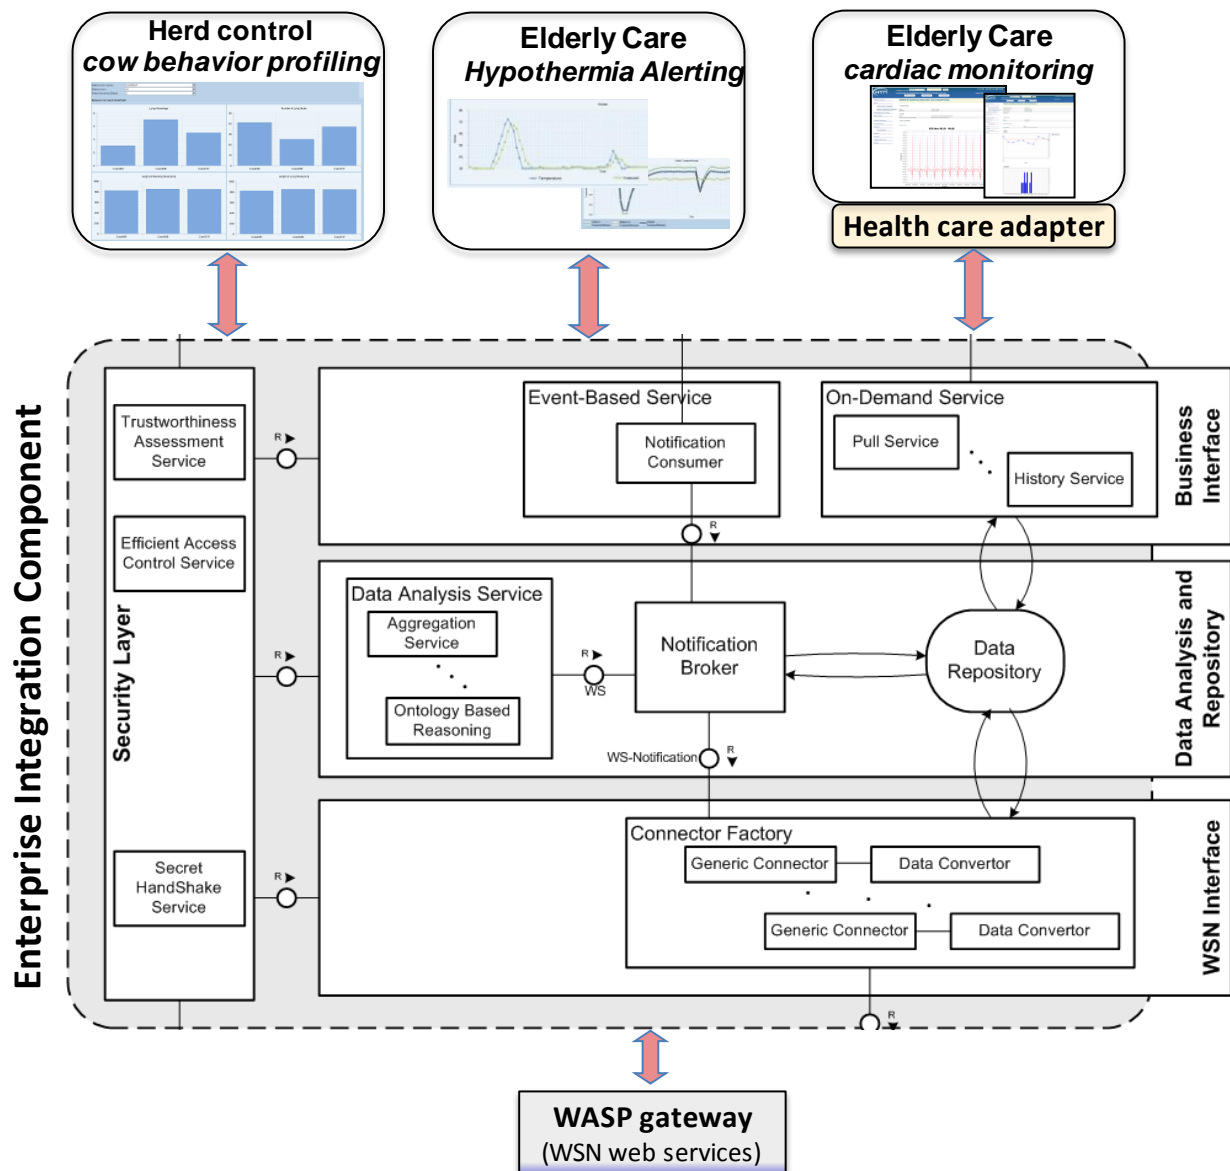 Herd control
cow behavior profiling
Elderly Care
Hypothermia Alerting
Elderly Care
cardiac monitoring
Health care adapter
Enterprise Integration Component
Security Layer
Trustworthiness
Assessment
Service
Efficient Access
Control Service
Secret
HandShake
Service
R
R
R
Business
Interface
Event-Based Service
Notification
Consumer
R
On-Demand Service
Pull Service
History Service
Data Analysis and
Repository
Data Analysis Service
Aggregation
Service
Ontology Based
Reasoning
R
WS
Notification
Broker
Data
Repository
WS-Notification
R
WSN Interface
Connector Factory
Generic Connector
Data Convertor
Generic Connector
Data Convertor
R
WASP gateway
(WSN web services)